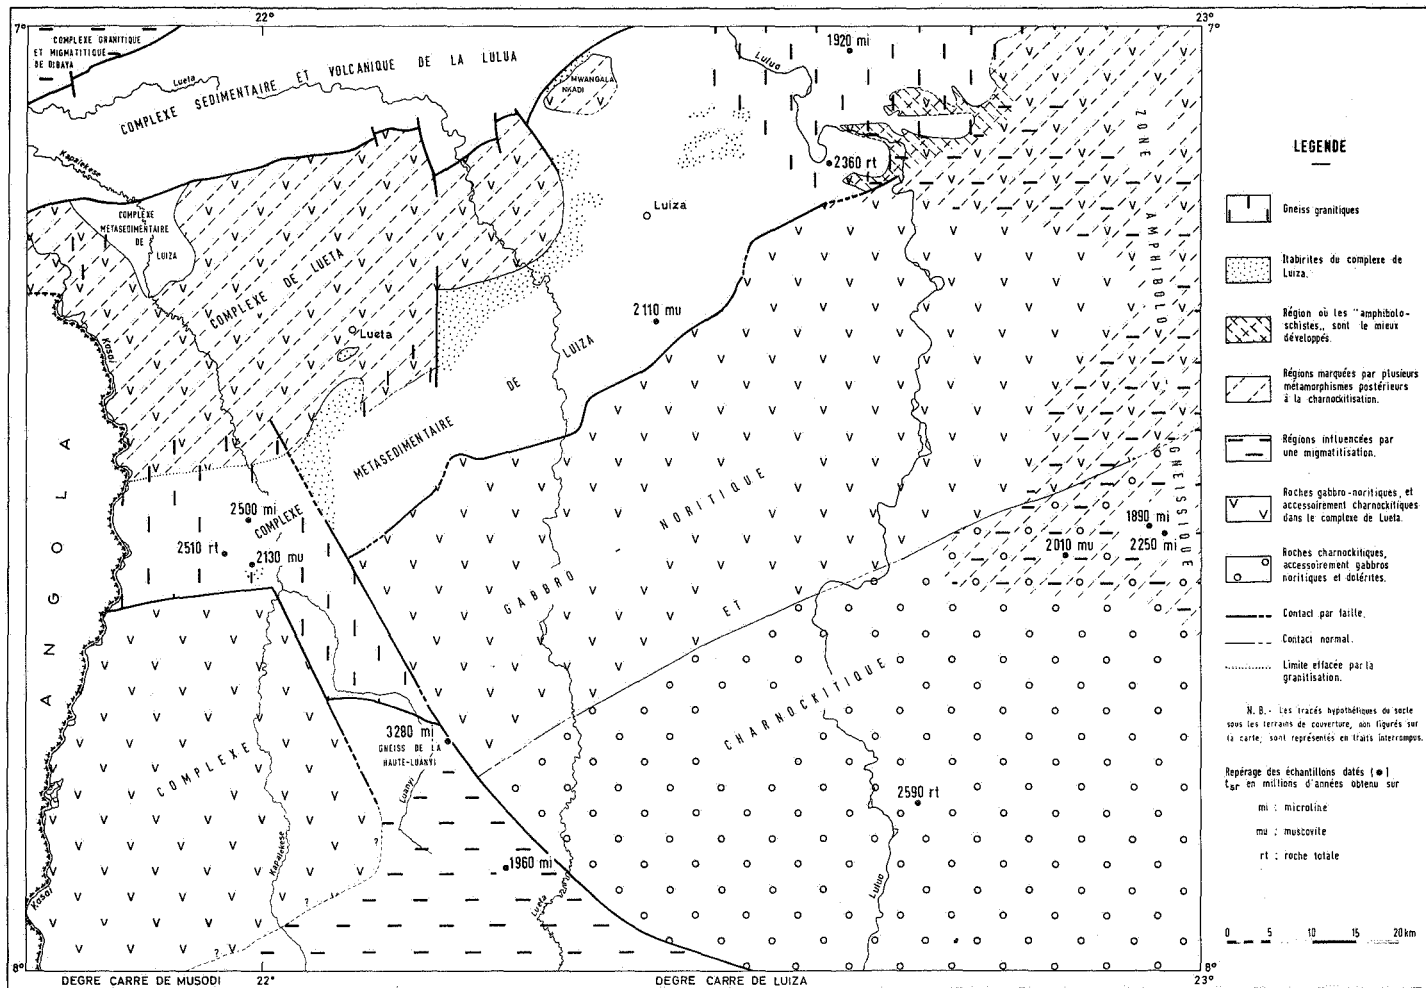 22°
23°
7°
7°
COMPLEXE GRANITIQUE
ET MIGMATITIQUE
DE DIBAYA
Lueta
COMPLEXE SEDIMENTAIRE ET VOLCANIQUE DE LA LULUA
MWANGALA
NKADI
Lulua
1920 mi
2360 rt
ZONE AMPHIBOLO
IGNEISSIQUE
Kapalekese
COMPLEXE
METASEDIMENTAIRE
DE
LUIZA
Luiza
COMPLEXE DE LUETA
Lueta
2110 mu
Kasai
ANGOLA
METASEDIMENTAIRE DE LUIZA
COMPLEXE
2500 mi
2510 rt
2130 mu
1890 mi
2010 mu
2250 mi
COMPLEXE GABBRO NORITIQUE ET CHARNOCKITIQUE
3280 mi
GNEISS DE LA
HAUTE-LUANYI
Luanyi
2590 rt
1960 mi
?
?
?
Kapalekese
Kasai
Lueta
Lulua
8°
8°
DEGRE CARRE DE MUSODI
22°
DEGRE CARRE DE LUIZA
23°
LEGENDE
Gneiss granitiques
Itabirites du complexe de
Luiza.
Région où les "amphibolo-
schistes,, sont le mieux
développés.
Régions marquées par plusieurs
métamorphismes postérieurs
à la charnockitisation.
Régions influencées par
une migmatitisation.
Roches gabbro-noritiques, et
accessoirement charnockitiques
dans le complexe de Lueta.
Roches charnockitiques,
accessoirement gabbros
noritiques et dolérites.
Contact par faille.
Contact normal.
Limite effacée par la
granitisation.
N. B.- Les tracés hypothétiques du socle
sous les terrains de couverture, non figurés sur
la carte, sont représentés en traits interrompus.
Repérage des échantillons datés (●)
tsr en millions d'années obtenu sur
mi : microline
mu : muscovite
rt : roche totale
0 5 10 15 20 km